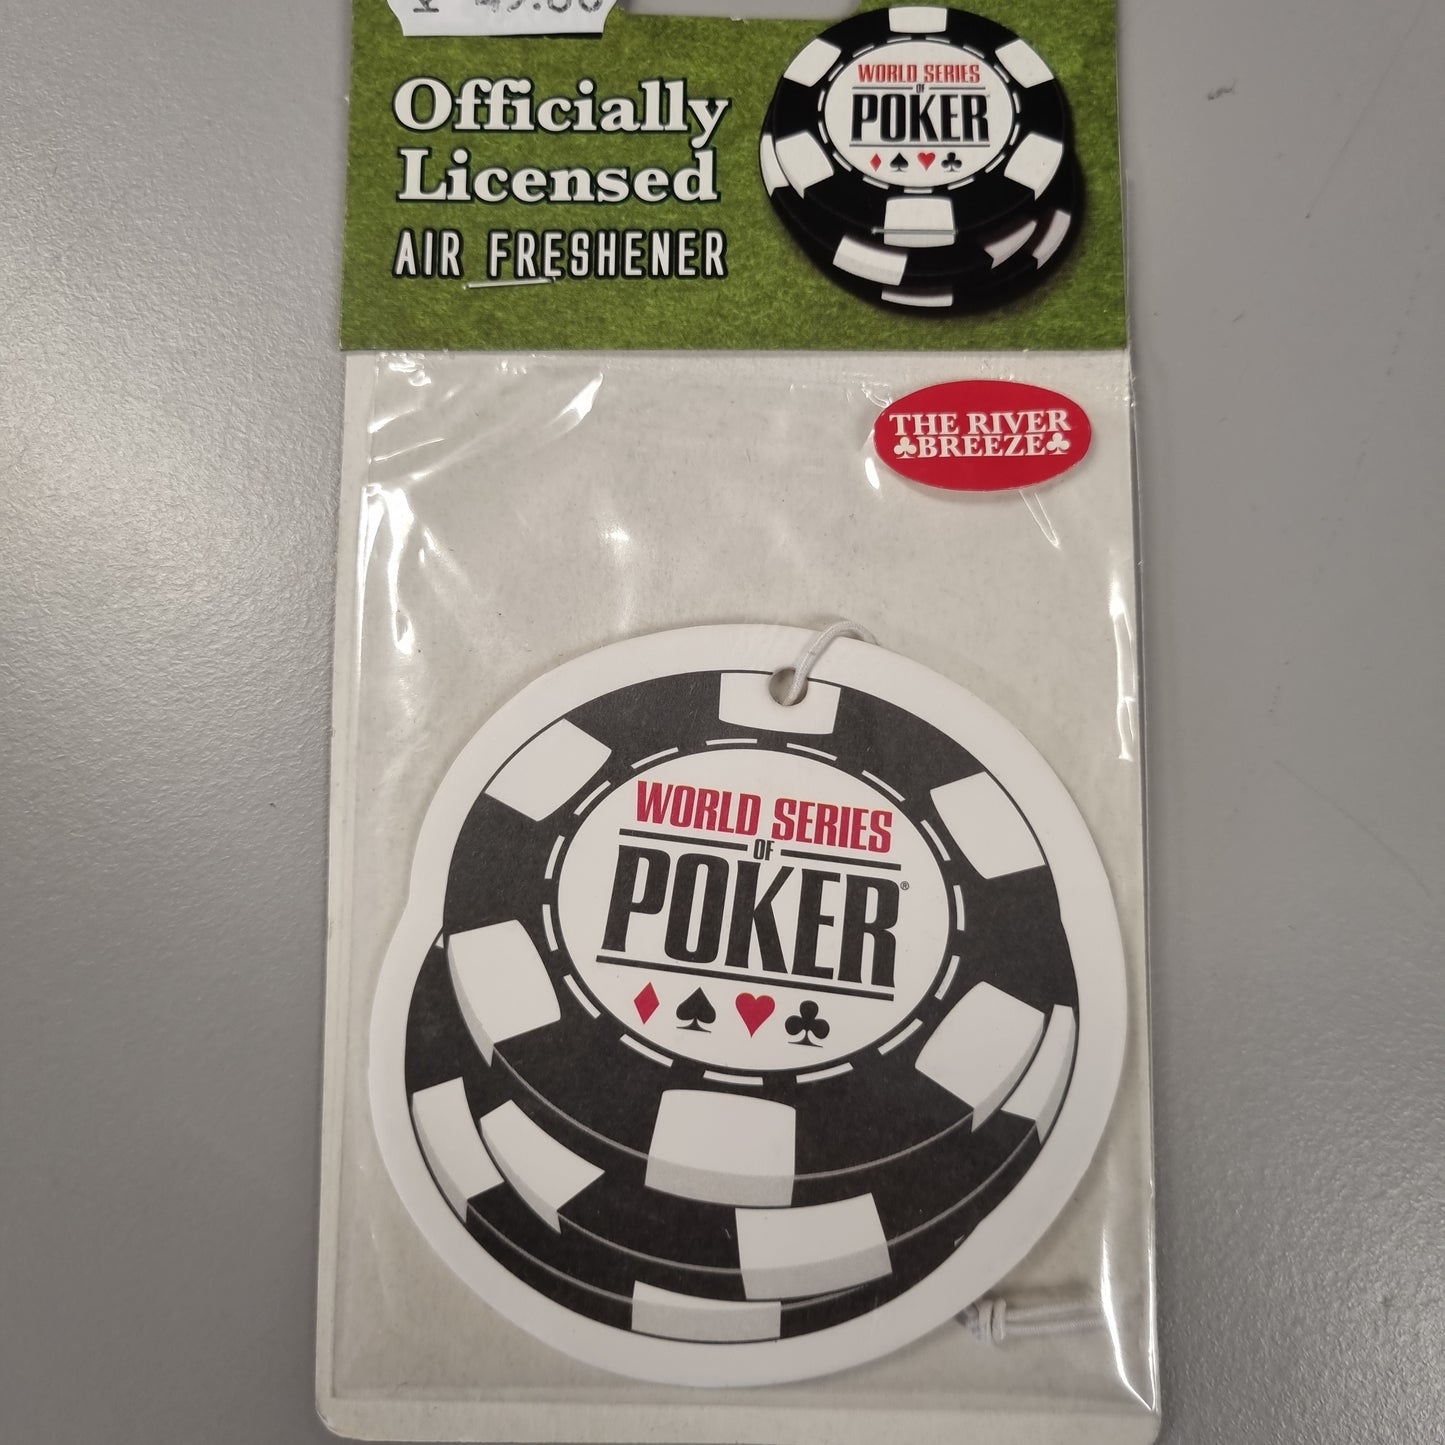 Officially
Licensed
AIR FRESHENER
WORLD SERIES
OF
POKER
THE RIVER
♣BREEZE♣
WORLD SERIES
OF
POKER®